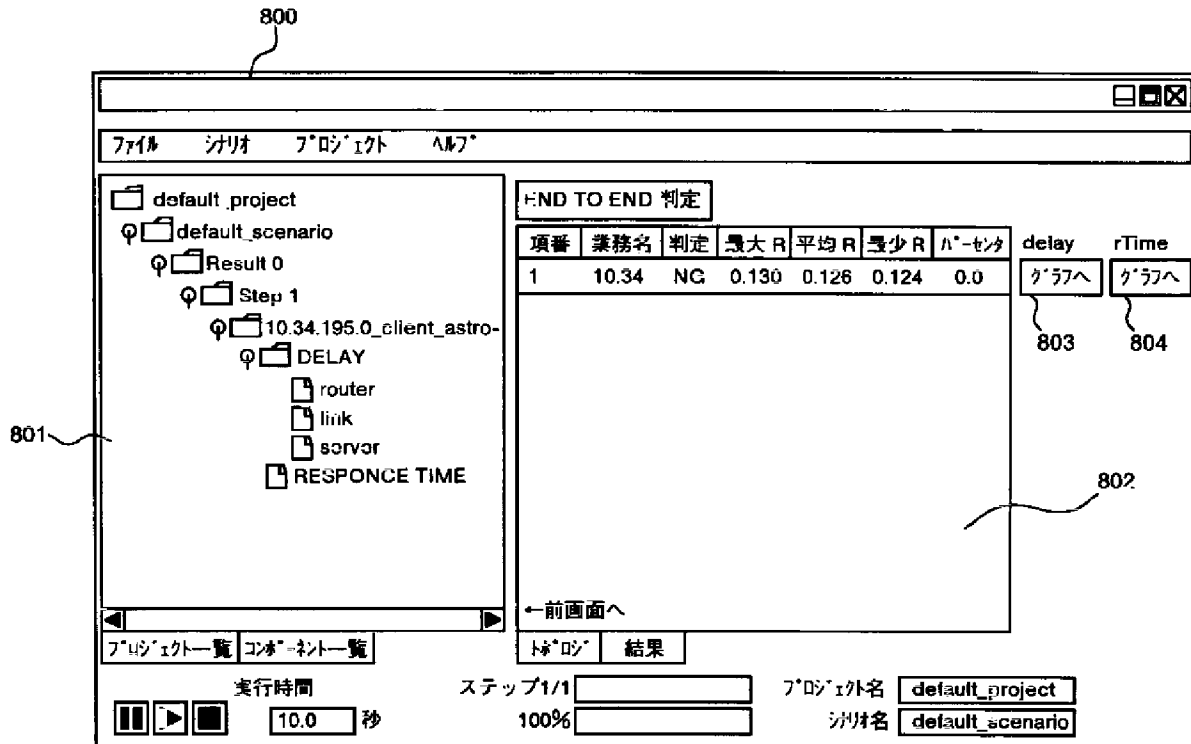 800
ファイル シナリオ プロジェクト ヘルプ
default_project
default_scenario
Result 0
Step 1
10.34.195.0_client_astro-
DELAY
router
link
server
RESPONCE TIME
801
プロジェクト一覧 コンポーネント一覧
END TO END 判定
項番 業務名 判定 最大 R 平均 R 最少 R パーセンタ
1 10.34 NG 0.130 0.126 0.124 0.0
delay rTime
グラフへ グラフへ
803 804
802
←前画面へ
トポロジ 結果
実行時間
10.0 秒
ステップ1/1
100%
プロジェクト名 default_project
シナリオ名 default_scenario